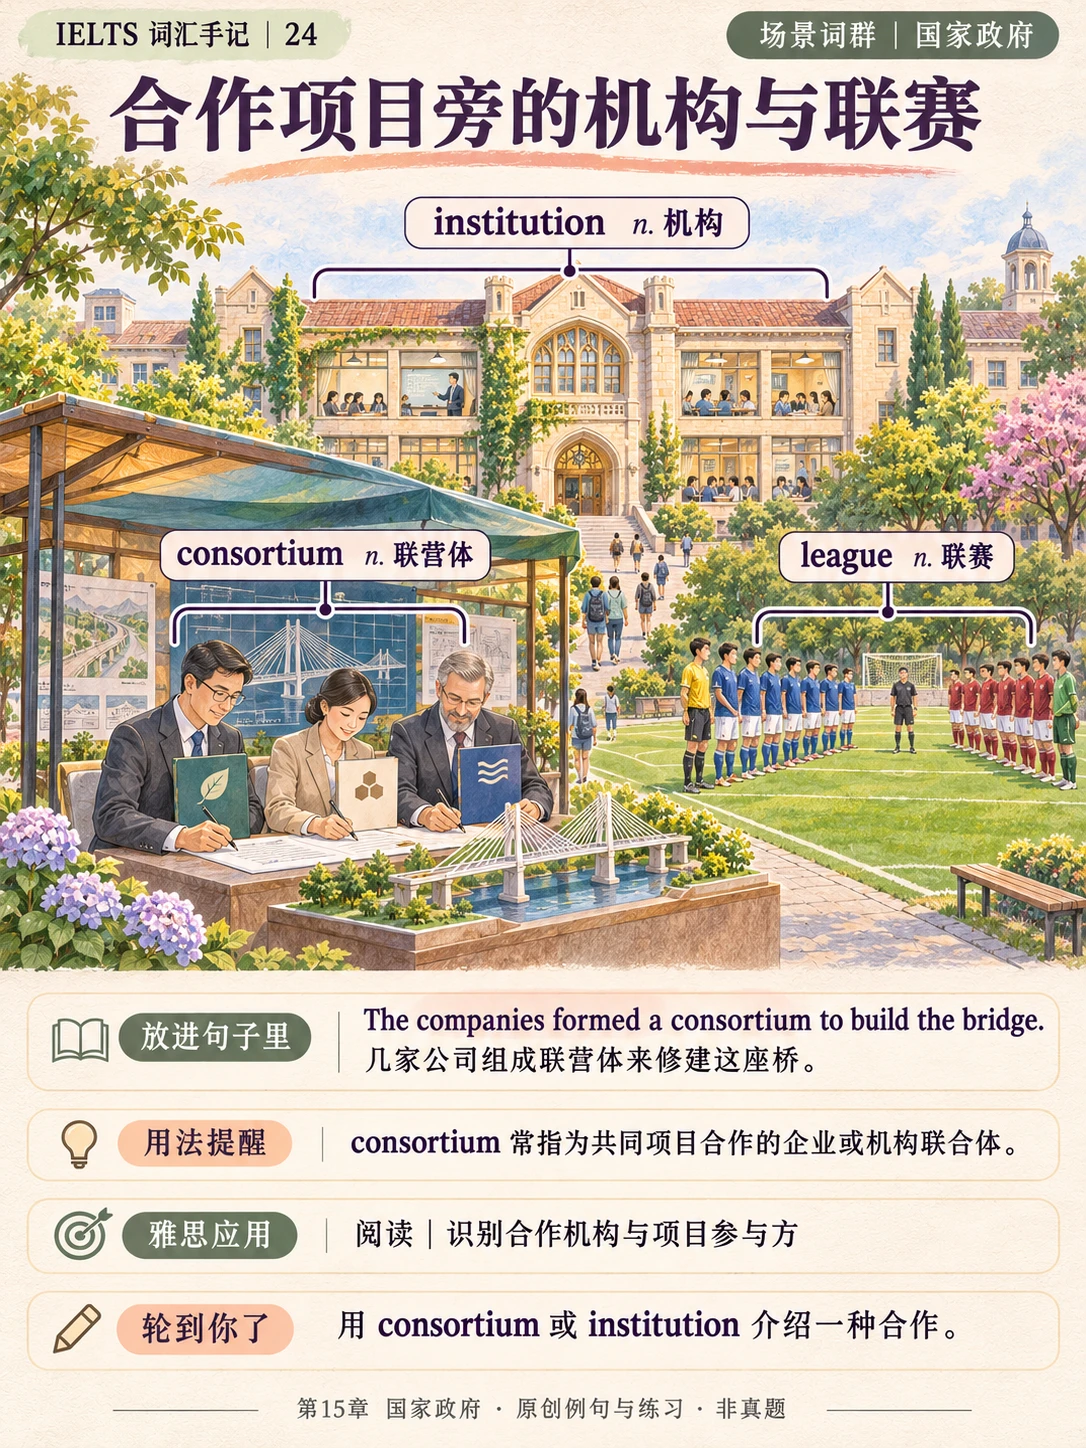 IELTS 词汇手记 | 24
场景词群 | 国家政府
合作项目旁的机构与联赛
institution n. 机构
consortium n. 联营体
league n. 联赛
放进句子里
The companies formed a consortium to build the bridge.
几家公司组成联营体来修建这座桥。
用法提醒
consortium 常指为共同项目合作的企业或机构联合体。
雅思应用
阅读 | 识别合作机构与项目参与方
轮到你了
用 consortium 或 institution 介绍一种合作。
第15章 国家政府 · 原创例句与练习 · 非真题